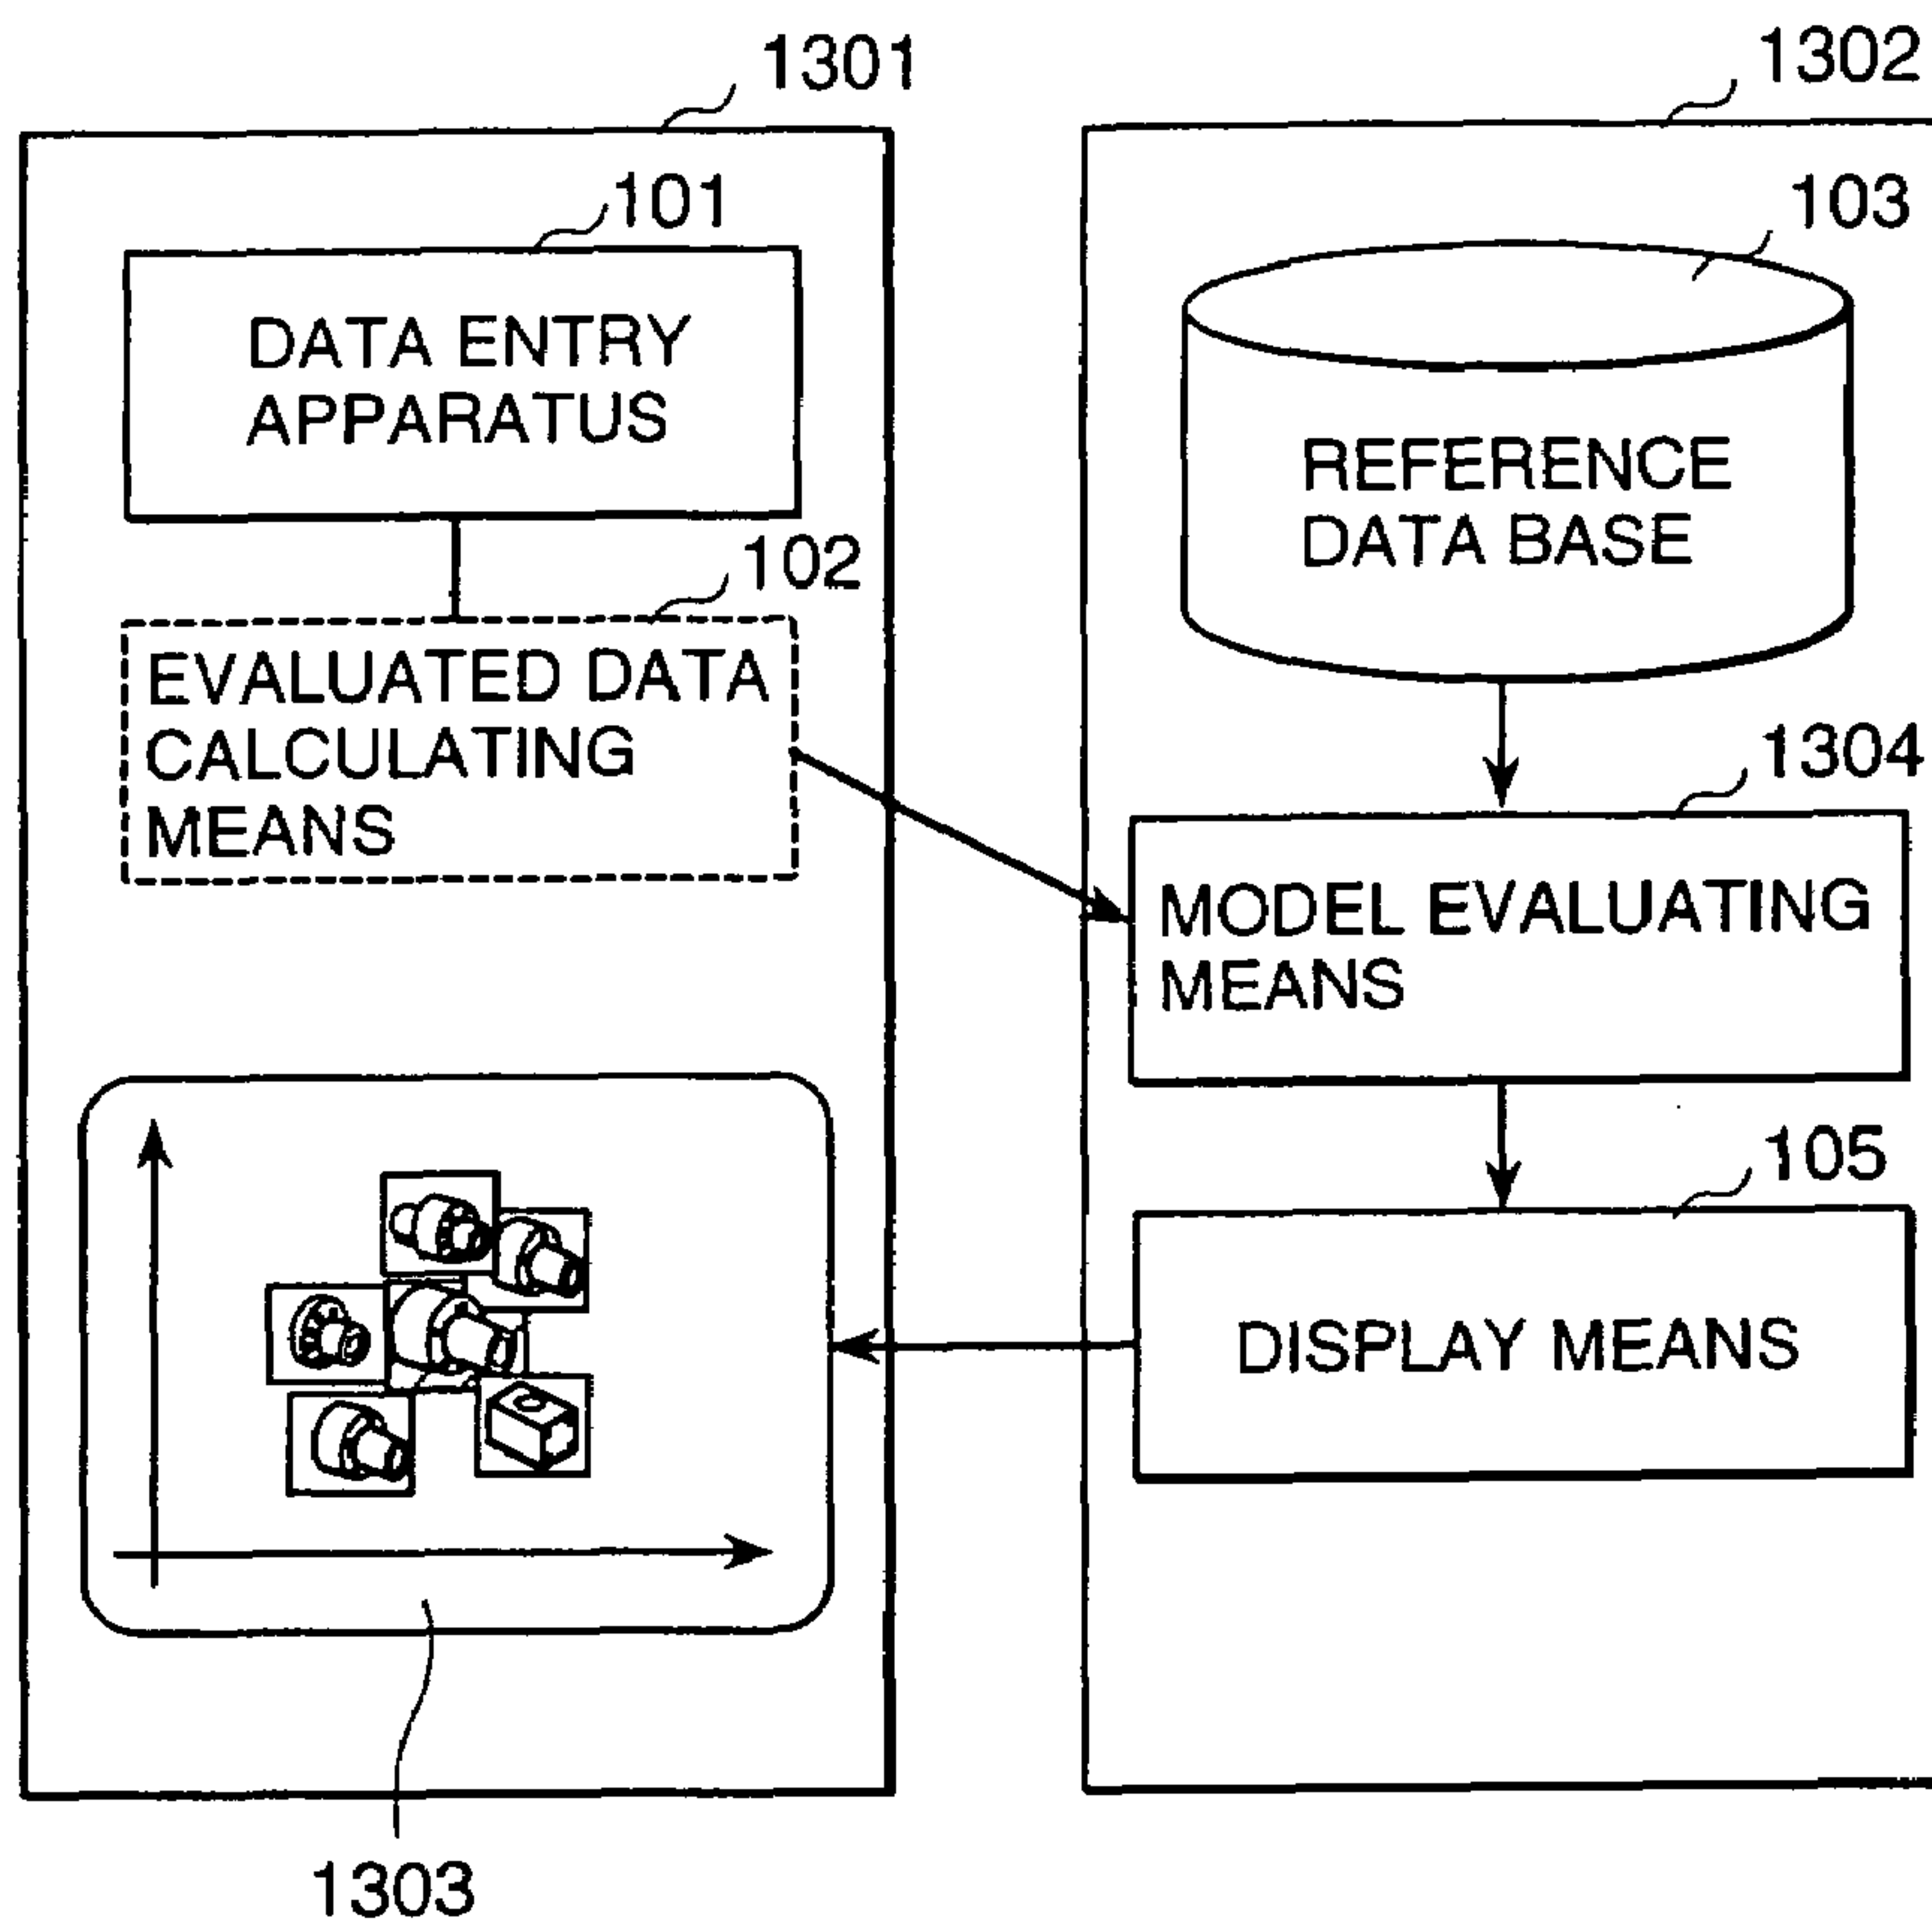 1301
101
DATA ENTRY
APPARATUS
102
EVALUATED DATA
CALCULATING
MEANS
1303
1302
103
REFERENCE
DATA BASE
1304
MODEL EVALUATING
MEANS
105
DISPLAY MEANS